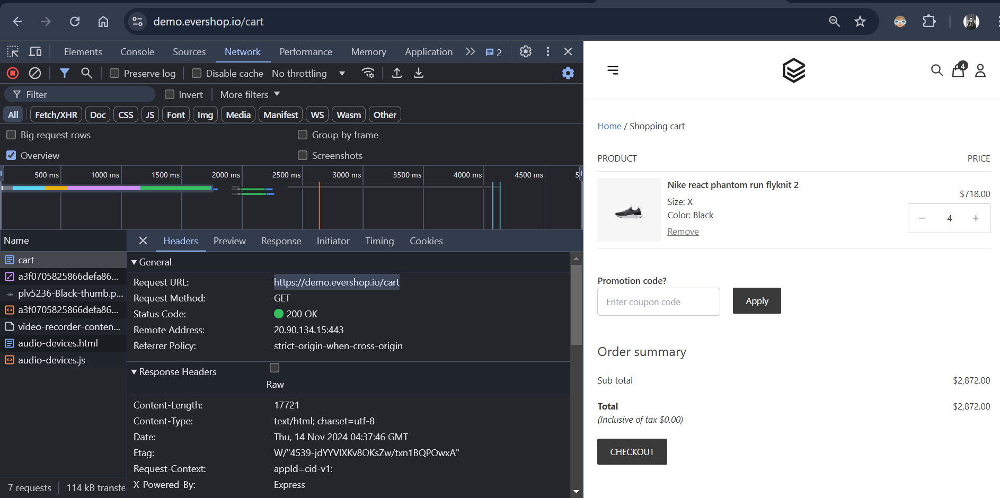 demo.evershop.io/cart
Elements Console Sources Network Performance Memory Application 2
Preserve log Disable cache No throttling
Filter Invert More filters
All Fetch/XHR Doc CSS JS Font Img Media Manifest WS Wasm Other
Big request rows Group by frame
Overview Screenshots
500 ms 1000 ms 1500 ms 2000 ms 2500 ms 3000 ms 3500 ms 4000 ms 4500 ms 5
Name
cart
a3f0705825866defa86...
plv5236-Black-thumb.p...
a3f0705825866defa86...
video-recorder-conten...
audio-devices.html
audio-devices.js
7 requests 114 kB transfe
Headers Preview Response Initiator Timing Cookies
General
Request URL: https://demo.evershop.io/cart
Request Method: GET
Status Code: 200 OK
Remote Address: 20.90.134.15:443
Referrer Policy: strict-origin-when-cross-origin
Response Headers
Raw
Content-Length: 17721
Content-Type: text/html; charset=utf-8
Date: Thu, 14 Nov 2024 04:37:46 GMT
Etag: W/"4539-jdYYVIXKv8OKsZw/txn1BQPOwxA"
Request-Context: appId=cid-v1:
X-Powered-By: Express
4
Home / Shopping cart
PRODUCT PRICE
Nike react phantom run flyknit 2
$718.00
Size: X
Color: Black
Remove
− 4 +
Promotion code?
Enter coupon code Apply
Order summary
Sub total $2,872.00
Total $2,872.00
(Inclusive of tax $0.00)
CHECKOUT